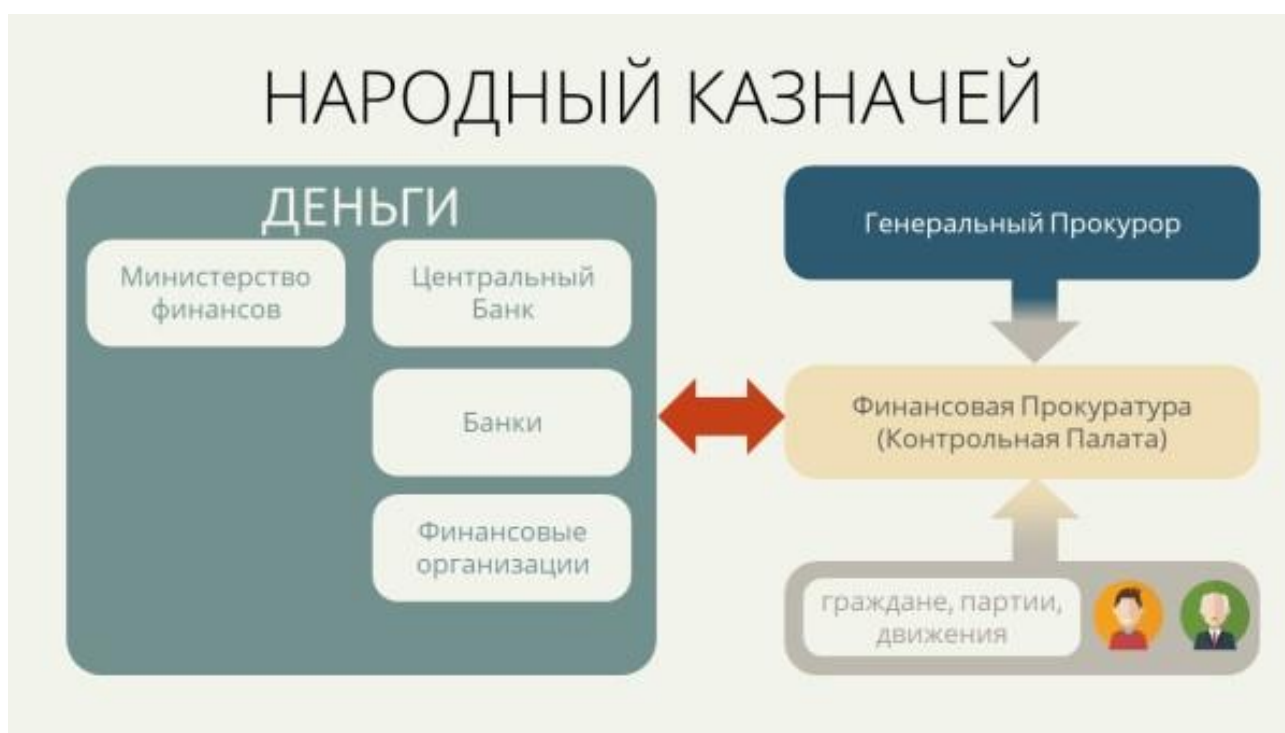 НАРОДНЫЙ КАЗНАЧЕЙ
ДЕНЬГИ
Министерство
финансов
Центральный
Банк
Банки
Финансовые
организации
Генеральный Прокурор
Финансовая Прокуратура
(Контрольная Палата)
граждане, партии,
движения